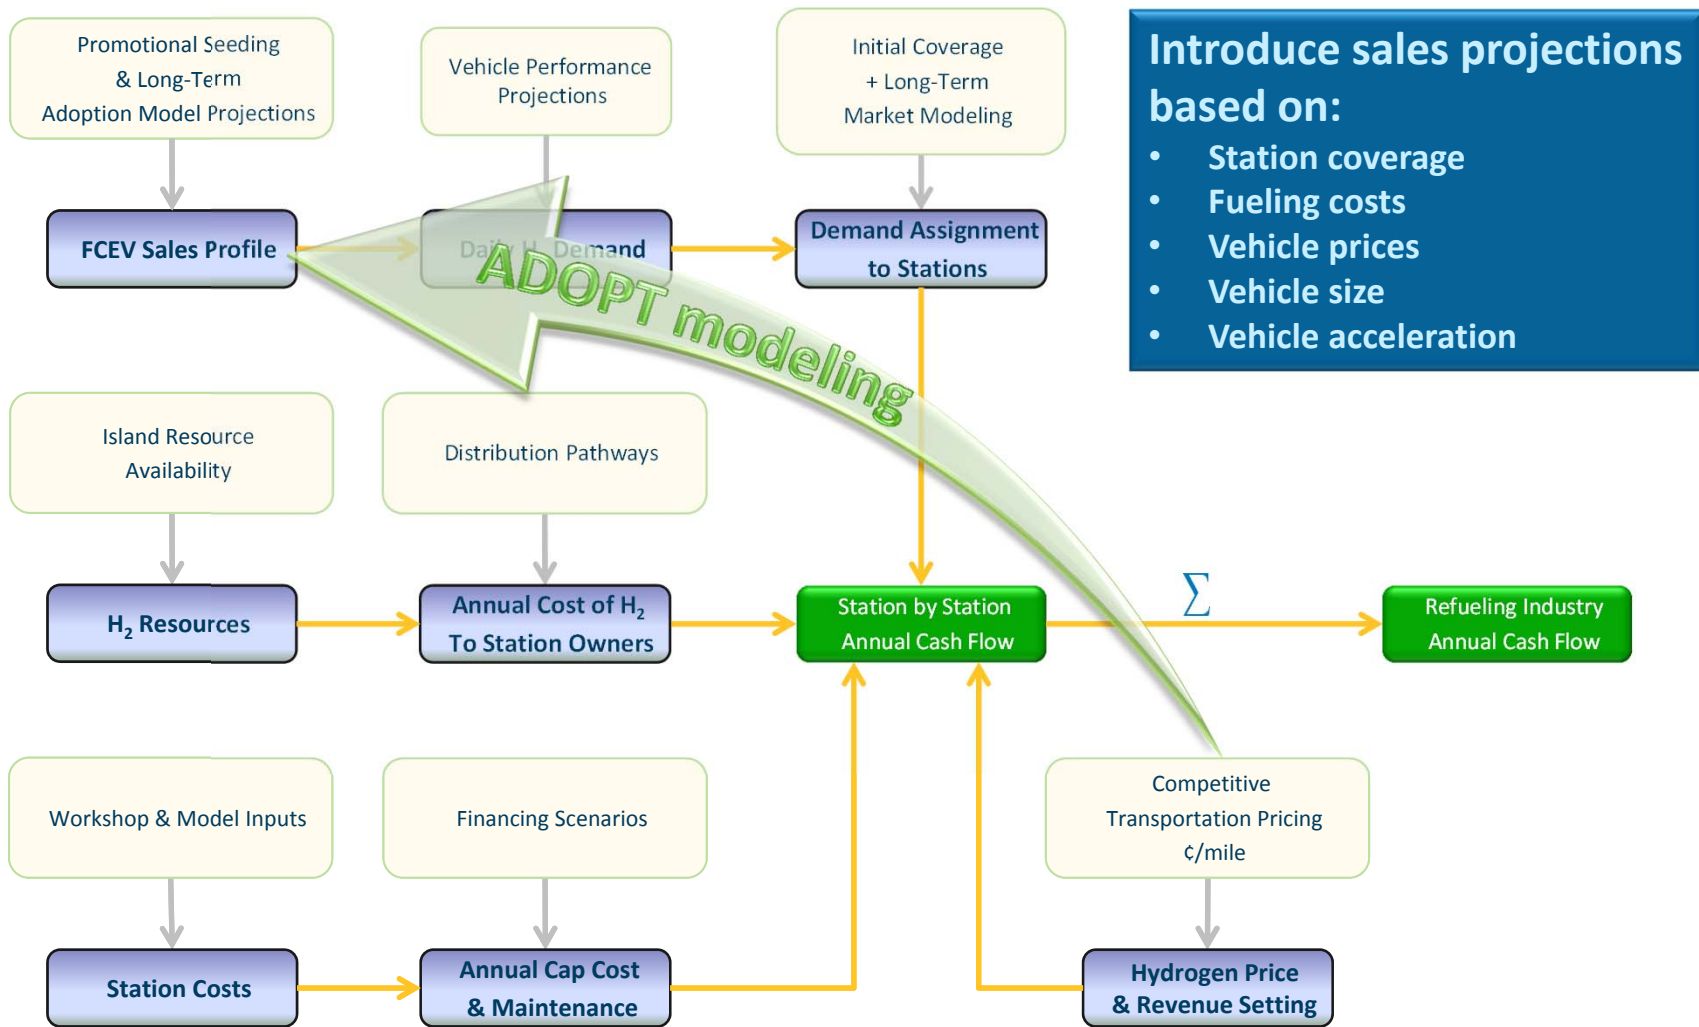 Promotional Seeding
& Long-Term
Adoption Model Projections
Vehicle Performance
Projections
Initial Coverage
+ Long-Term
Market Modeling
Introduce sales projections
based on:
• Station coverage
• Fueling costs
• Vehicle prices
• Vehicle size
• Vehicle acceleration
FCEV Sales Profile
Daily H₂ Demand
Demand Assignment
to Stations
ADOPT modeling
Island Resource
Availability
Distribution Pathways
H₂ Resources
Annual Cost of H₂
To Station Owners
Station by Station
Annual Cash Flow
∑
Refueling Industry
Annual Cash Flow
Workshop & Model Inputs
Financing Scenarios
Competitive
Transportation Pricing
¢/mile
Station Costs
Annual Cap Cost
& Maintenance
Hydrogen Price
& Revenue Setting